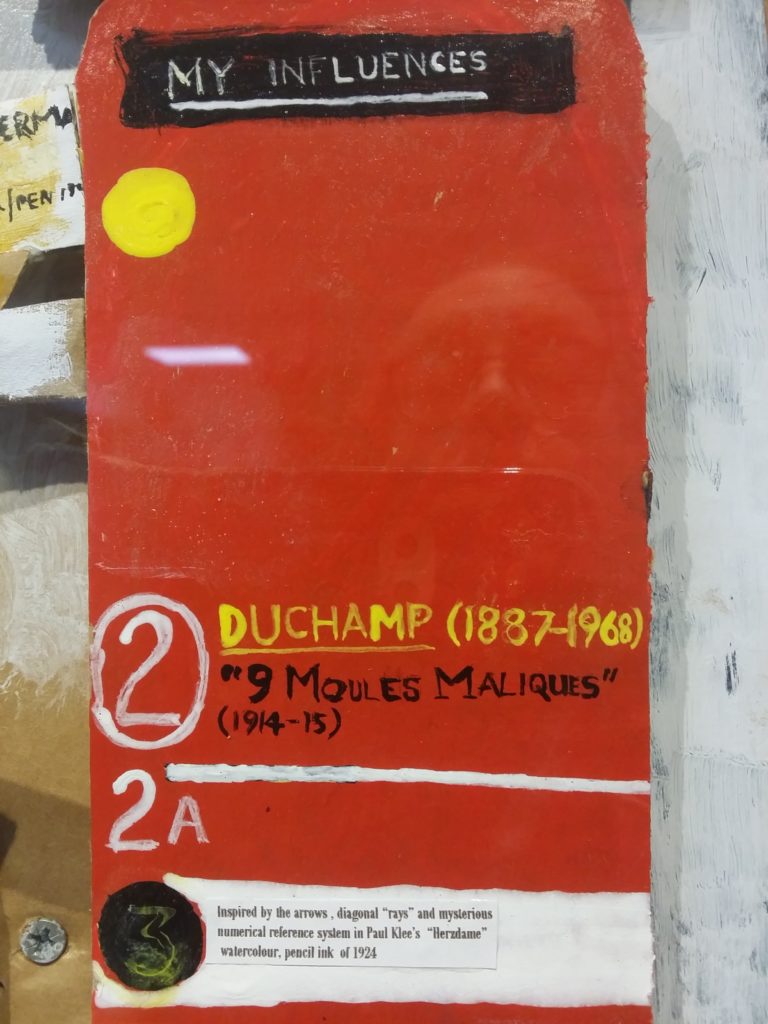 MY INFLUENCES
2 DUCHAMP (1887-1968)
"9 MOULES MALIQUES"
(1914-15)
2A
3
Inspired by the arrows , diagonal “rays” and mysterious
numerical reference system in Paul Klee’s “Herzdame”
watercolour, pencil ink of 1924